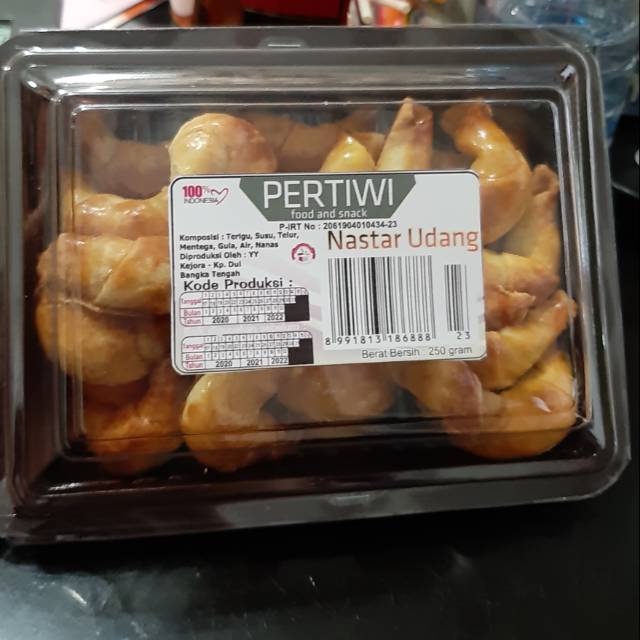 100%
INDONESIA
PERTIWI
food and snack
P-IRT No : 2061904010434-23
Nastar Udang
Komposisi : Terigu, Susu, Telur,
Mentega, Gula, Air, Nanas
Diproduksi Oleh : YY
Kejora - Kp. Dul
Bangka Tengah
Kode Produksi :
Tanggal
Bulan
Tahun 2020 2021 2022
Tanggal
Bulan
Tahun 2020 2021 2022
8 991813 186888 23
Berat Bersih : 250 gram